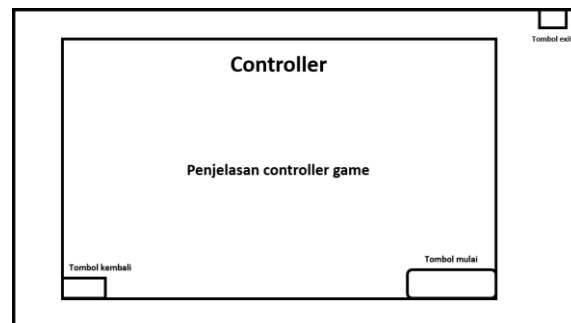 Tombol exit
Controller
Penjelasan controller game
Tombol kembali
Tombol mulai